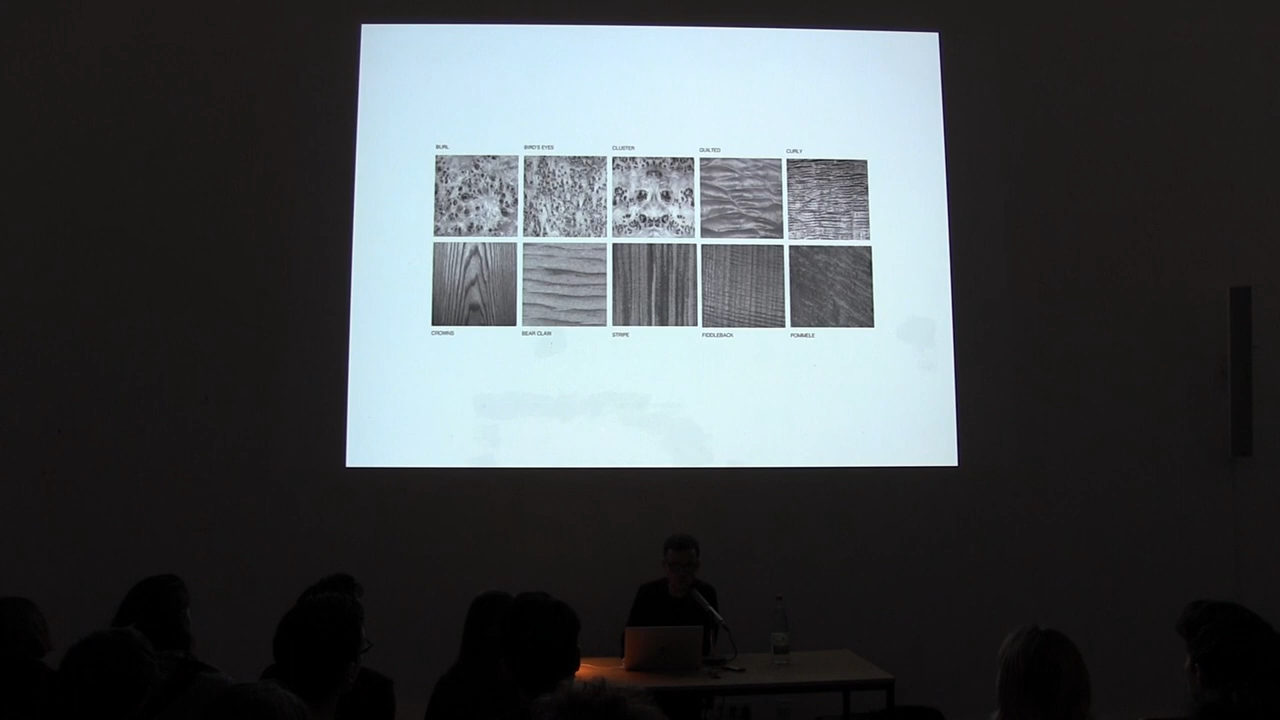 BURL BIRD'S EYES CLUSTER QUILTED CURLY
CROWNS BEAR CLAW STRIPE FIDDLEBACK POMMELE